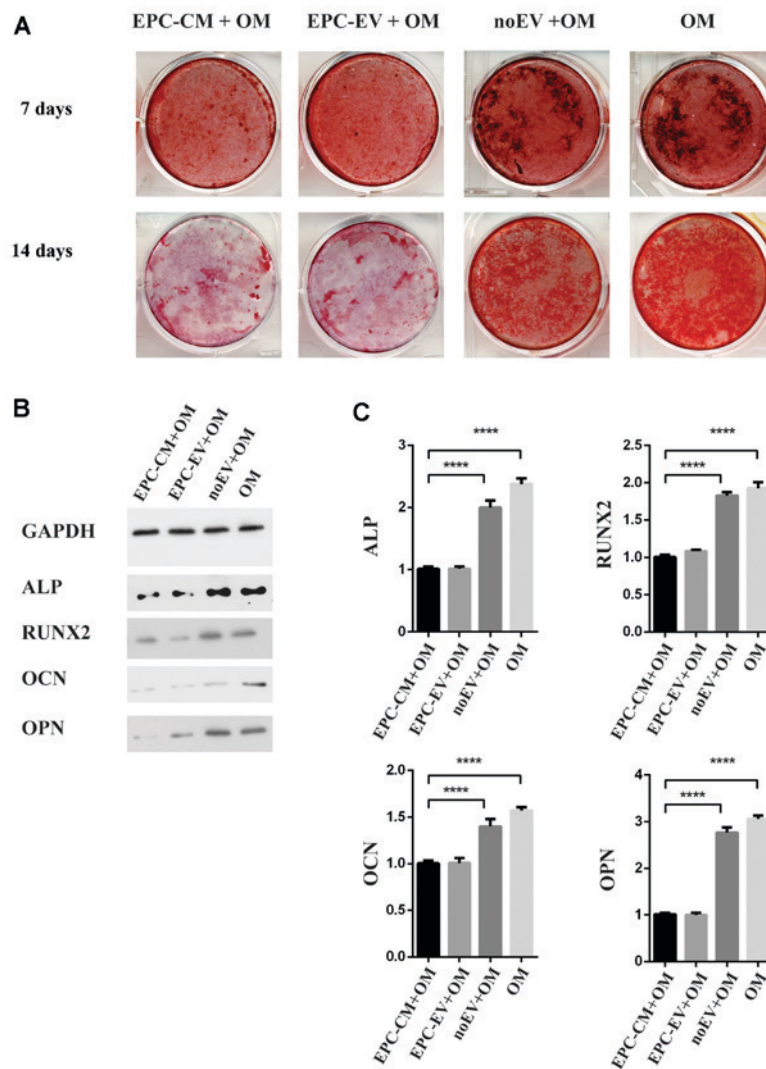 A
EPC-CM + OM EPC-EV + OM noEV +OM OM
7 days
14 days
B
EPC-CM+OM EPC-EV+OM noEV+OM OM
GAPDH
ALP
RUNX2
OCN
OPN
C
ALP
3
2
1
0
****
****
EPC-CM+OM EPC-EV+OM noEV+OM OM
RUNX2
2.5
2.0
1.5
1.0
0.5
0.0
****
****
EPC-CM+OM EPC-EV+OM noEV+OM OM
OCN
2.0
1.5
1.0
0.5
0.0
****
****
EPC-CM+OM EPC-EV+OM noEV+OM OM
OPN
4
3
2
1
0
****
****
EPC-CM+OM EPC-EV+OM noEV+OM OM